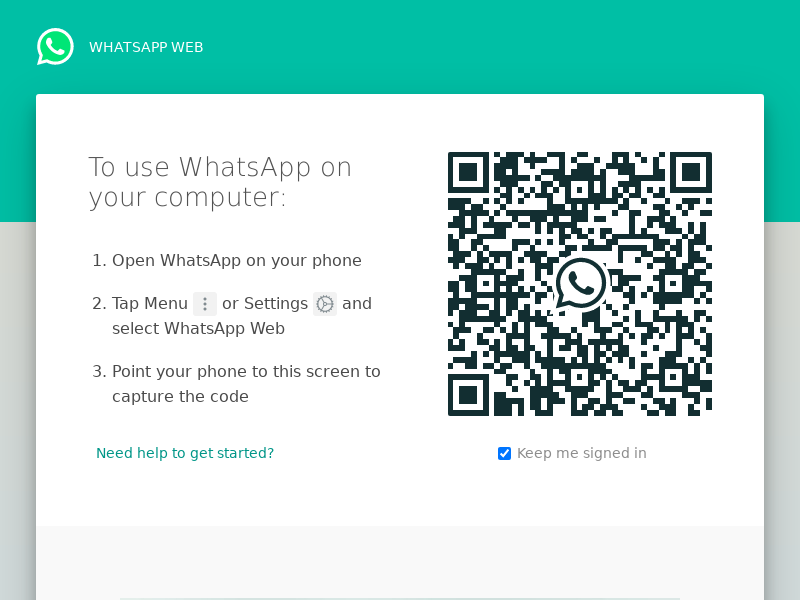 WHATSAPP WEB
To use WhatsApp on
your computer:
1. Open WhatsApp on your phone
2. Tap Menu or Settings and
select WhatsApp Web
3. Point your phone to this screen to
capture the code
Need help to get started?
Keep me signed in